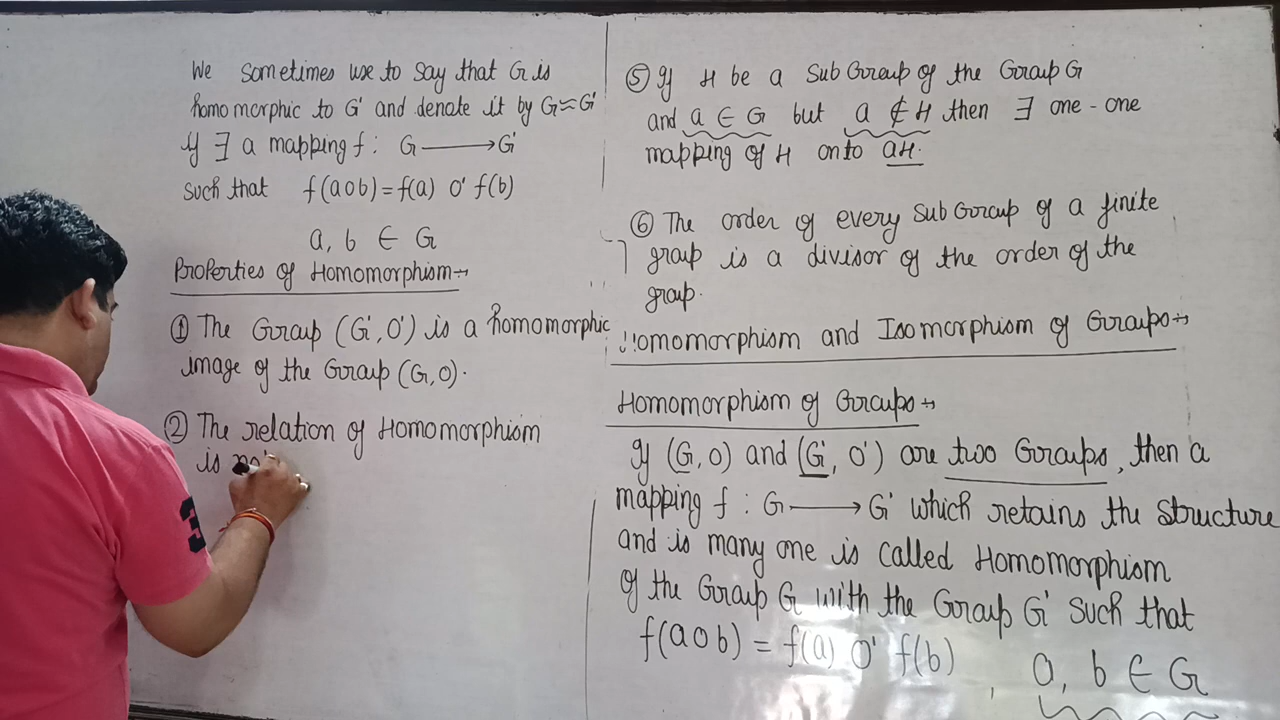 We sometimes use to say that G is
homomorphic to G' and denate it by G≈G'
If ∃ a mapping f: G ⟶ G'
such that f(aob) = f(a) o' f(b)
a, b ∈ G
Properties of Homomorphism→
① The Group (G', o') is a homomorphic
image of the Group (G, o).
② The relation of Homomorphism
is
3
⑤ If H be a Sub Group of the Group G
and a ∈ G but a ∉ H then ∃ one-one
mapping of H onto aH.
⑥ The order of every Sub Group of a finite
group is a divisor of the order of the
group.
Homomorphism and Isomorphism of Groups→
Homomorphism of Groups→
If (G, o) and (G', o') are two Groups, then a
mapping f: G ⟶ G' which retains the structure
and is many one is called Homomorphism
of the Group G with the Group G' such that
f(aob) = f(a) o' f(b), a, b ∈ G